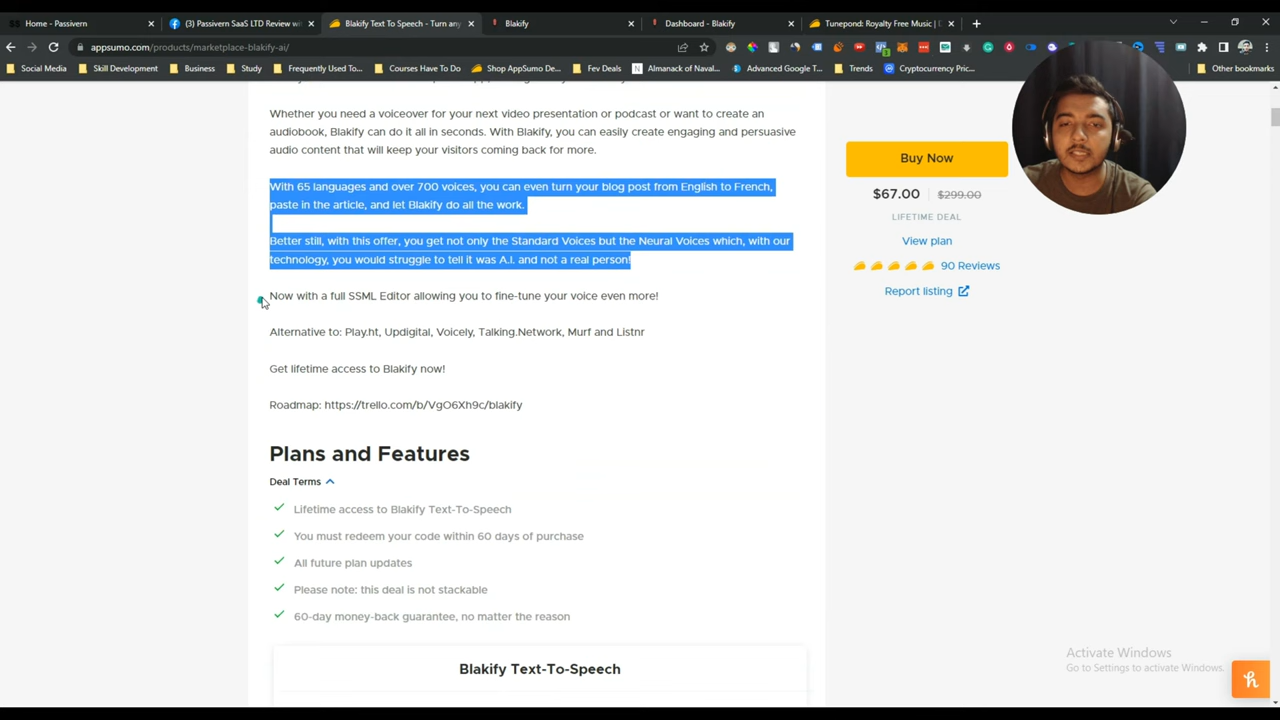 Home - Passivern
(3) Passivern SaaS LTD Review wi
Blakify Text To Speech - Turn any
Blakify
Dashboard - Blakify
Tunepond: Royalty Free Music | D
appsumo.com/products/marketplace-blakify-ai/
Social Media
Skill Development
Business
Study
Frequently Used To...
Courses Have To Do
Shop AppSumo De...
Fev Deals
Almanack of Naval...
Advanced Google T...
Trends
Cryptocurrency Pric...
Other bookmarks
Whether you need a voiceover for your next video presentation or podcast or want to create an
audiobook, Blakify can do it all in seconds. With Blakify, you can easily create engaging and persuasive
audio content that will keep your visitors coming back for more.
With 65 languages and over 700 voices, you can even turn your blog post from English to French,
paste in the article, and let Blakify do all the work.
Better still, with this offer, you get not only the Standard Voices but the Neural Voices which, with our
technology, you would struggle to tell it was A.I. and not a real person!
Now with a full SSML Editor allowing you to fine-tune your voice even more!
Alternative to: Play.ht, Updigital, Voicely, Talking.Network, Murf and Listnr
Get lifetime access to Blakify now!
Roadmap: https://trello.com/b/VgO6Xh9c/blakify
Plans and Features
Deal Terms
Lifetime access to Blakify Text-To-Speech
You must redeem your code within 60 days of purchase
All future plan updates
Please note: this deal is not stackable
60-day money-back guarantee, no matter the reason
Blakify Text-To-Speech
Buy Now
$67.00 $299.00
LIFETIME DEAL
View plan
90 Reviews
Report listing
Activate Windows
Go to Settings to activate Windows.